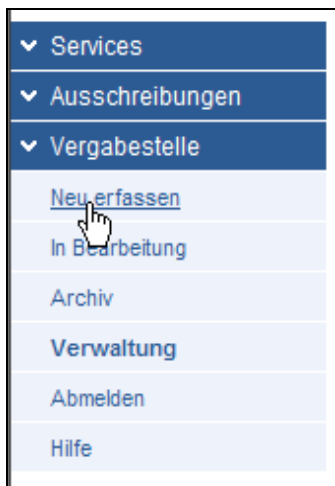 Services
Ausschreibungen
Vergabestelle
Neu erfassen
In Bearbeitung
Archiv
Verwaltung
Abmelden
Hilfe